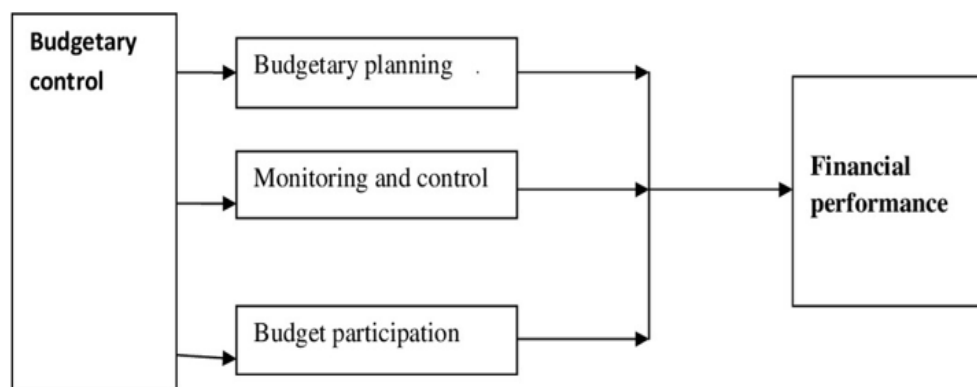 Budgetary
control
Budgetary planning
Monitoring and control
Budget participation
Financial
performance